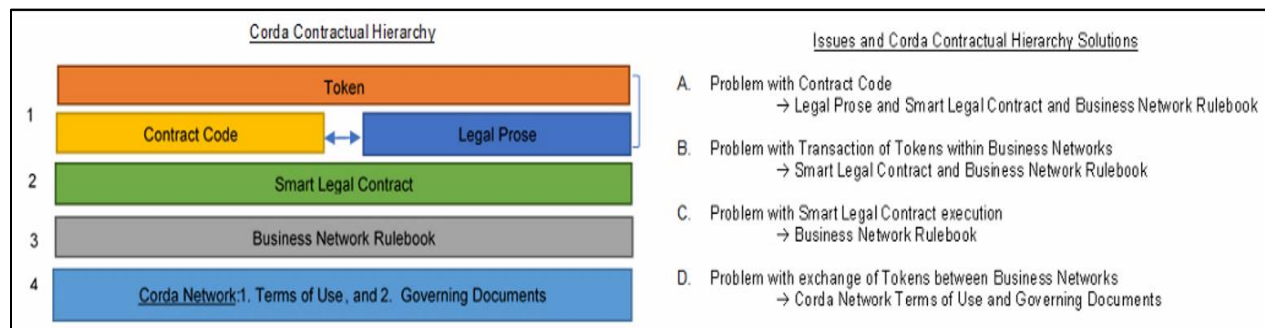 Corda Contractual Hierarchy
1
Token
Contract Code
Legal Prose
2
Smart Legal Contract
3
Business Network Rulebook
4
Corda Network:1. Terms of Use, and 2. Governing Documents
Issues and Corda Contractual Hierarchy Solutions
A. Problem with Contract Code
→ Legal Prose and Smart Legal Contract and Business Network Rulebook
B. Problem with Transaction of Tokens within Business Networks
→ Smart Legal Contract and Business Network Rulebook
C. Problem with Smart Legal Contract execution
→ Business Network Rulebook
D. Problem with exchange of Tokens between Business Networks
→ Corda Network Terms of Use and Governing Documents